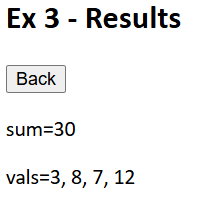 Ex 3 - Results
Back
sum=30
vals=3, 8, 7, 12